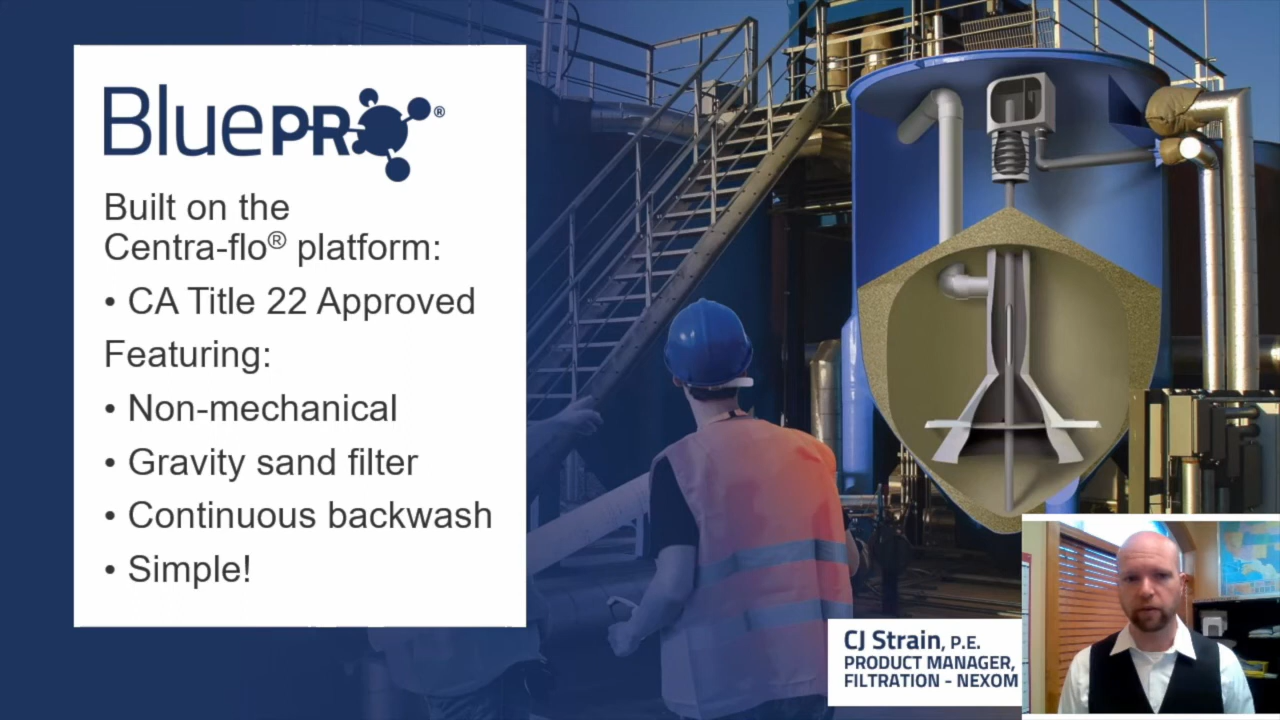 BluePRO®
Built on the
Centra-flo® platform:
• CA Title 22 Approved
Featuring:
• Non-mechanical
• Gravity sand filter
• Continuous backwash
• Simple!
CJ Strain, P.E.
PRODUCT MANAGER,
FILTRATION - NEXOM